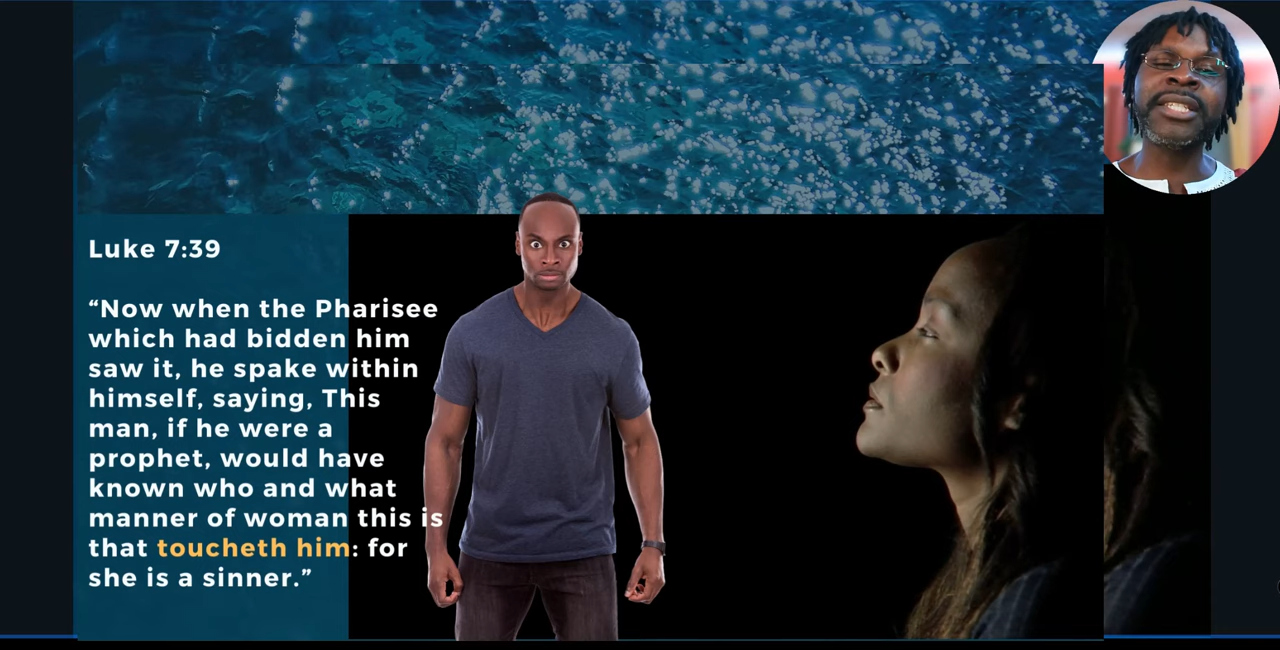 Luke 7:39
“Now when the Pharisee
which had bidden him
saw it, he spake within
himself, saying, This
man, if he were a
prophet, would have
known who and what
manner of woman this is
that toucheth him: for
she is a sinner.”